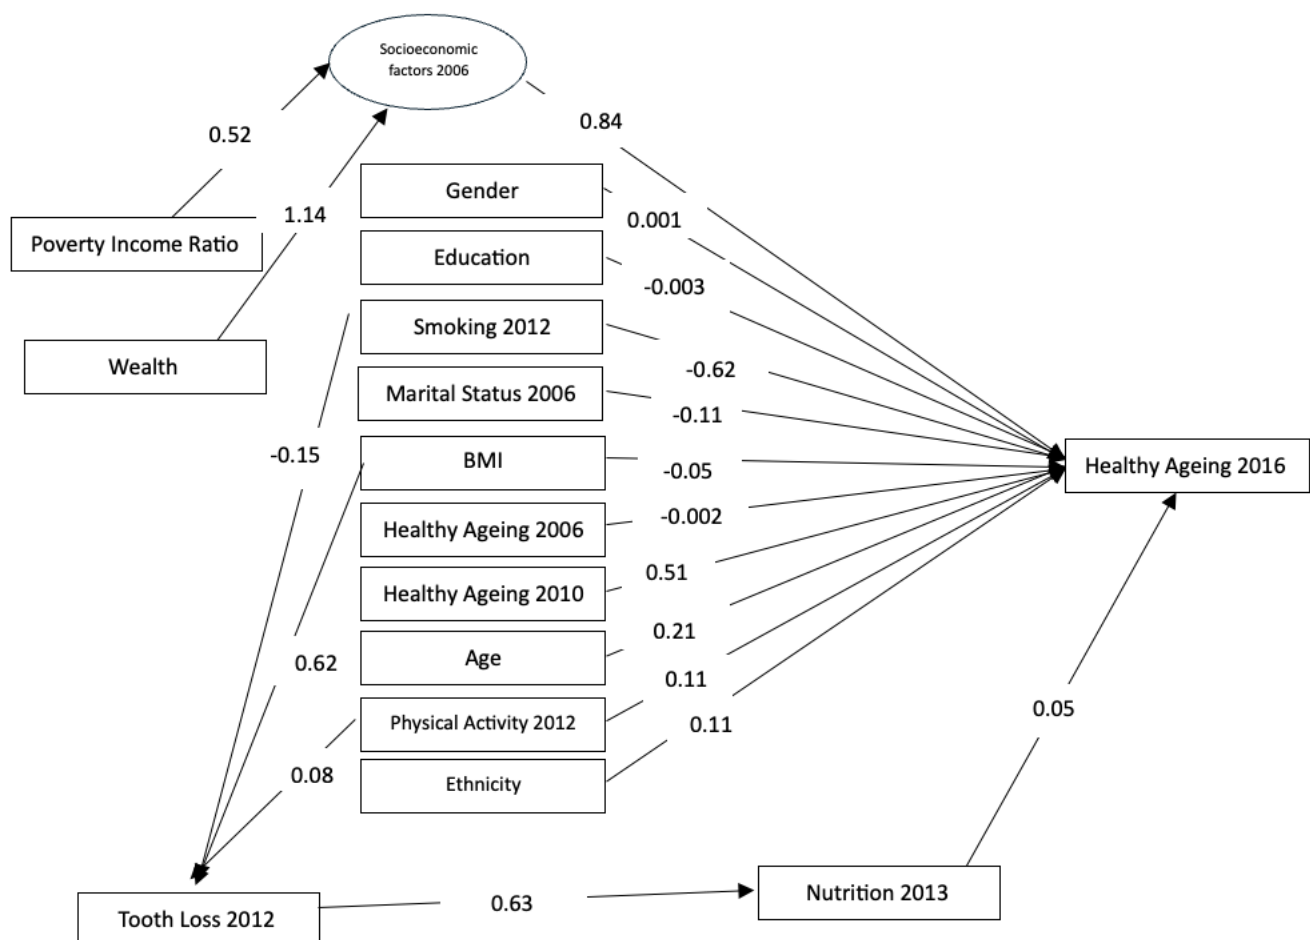 Socioeconomic
factors 2006
0.52
0.84
1.14
Poverty Income Ratio
Wealth
Gender
0.001
Education
-0.003
Smoking 2012
-0.62
Marital Status 2006
-0.11
-0.15
BMI
-0.05
Healthy Ageing 2016
Healthy Ageing 2006
-0.002
Healthy Ageing 2010
0.51
0.62
Age
0.21
Physical Activity 2012
0.11
0.08
Ethnicity
0.11
0.05
Tooth Loss 2012
0.63
Nutrition 2013